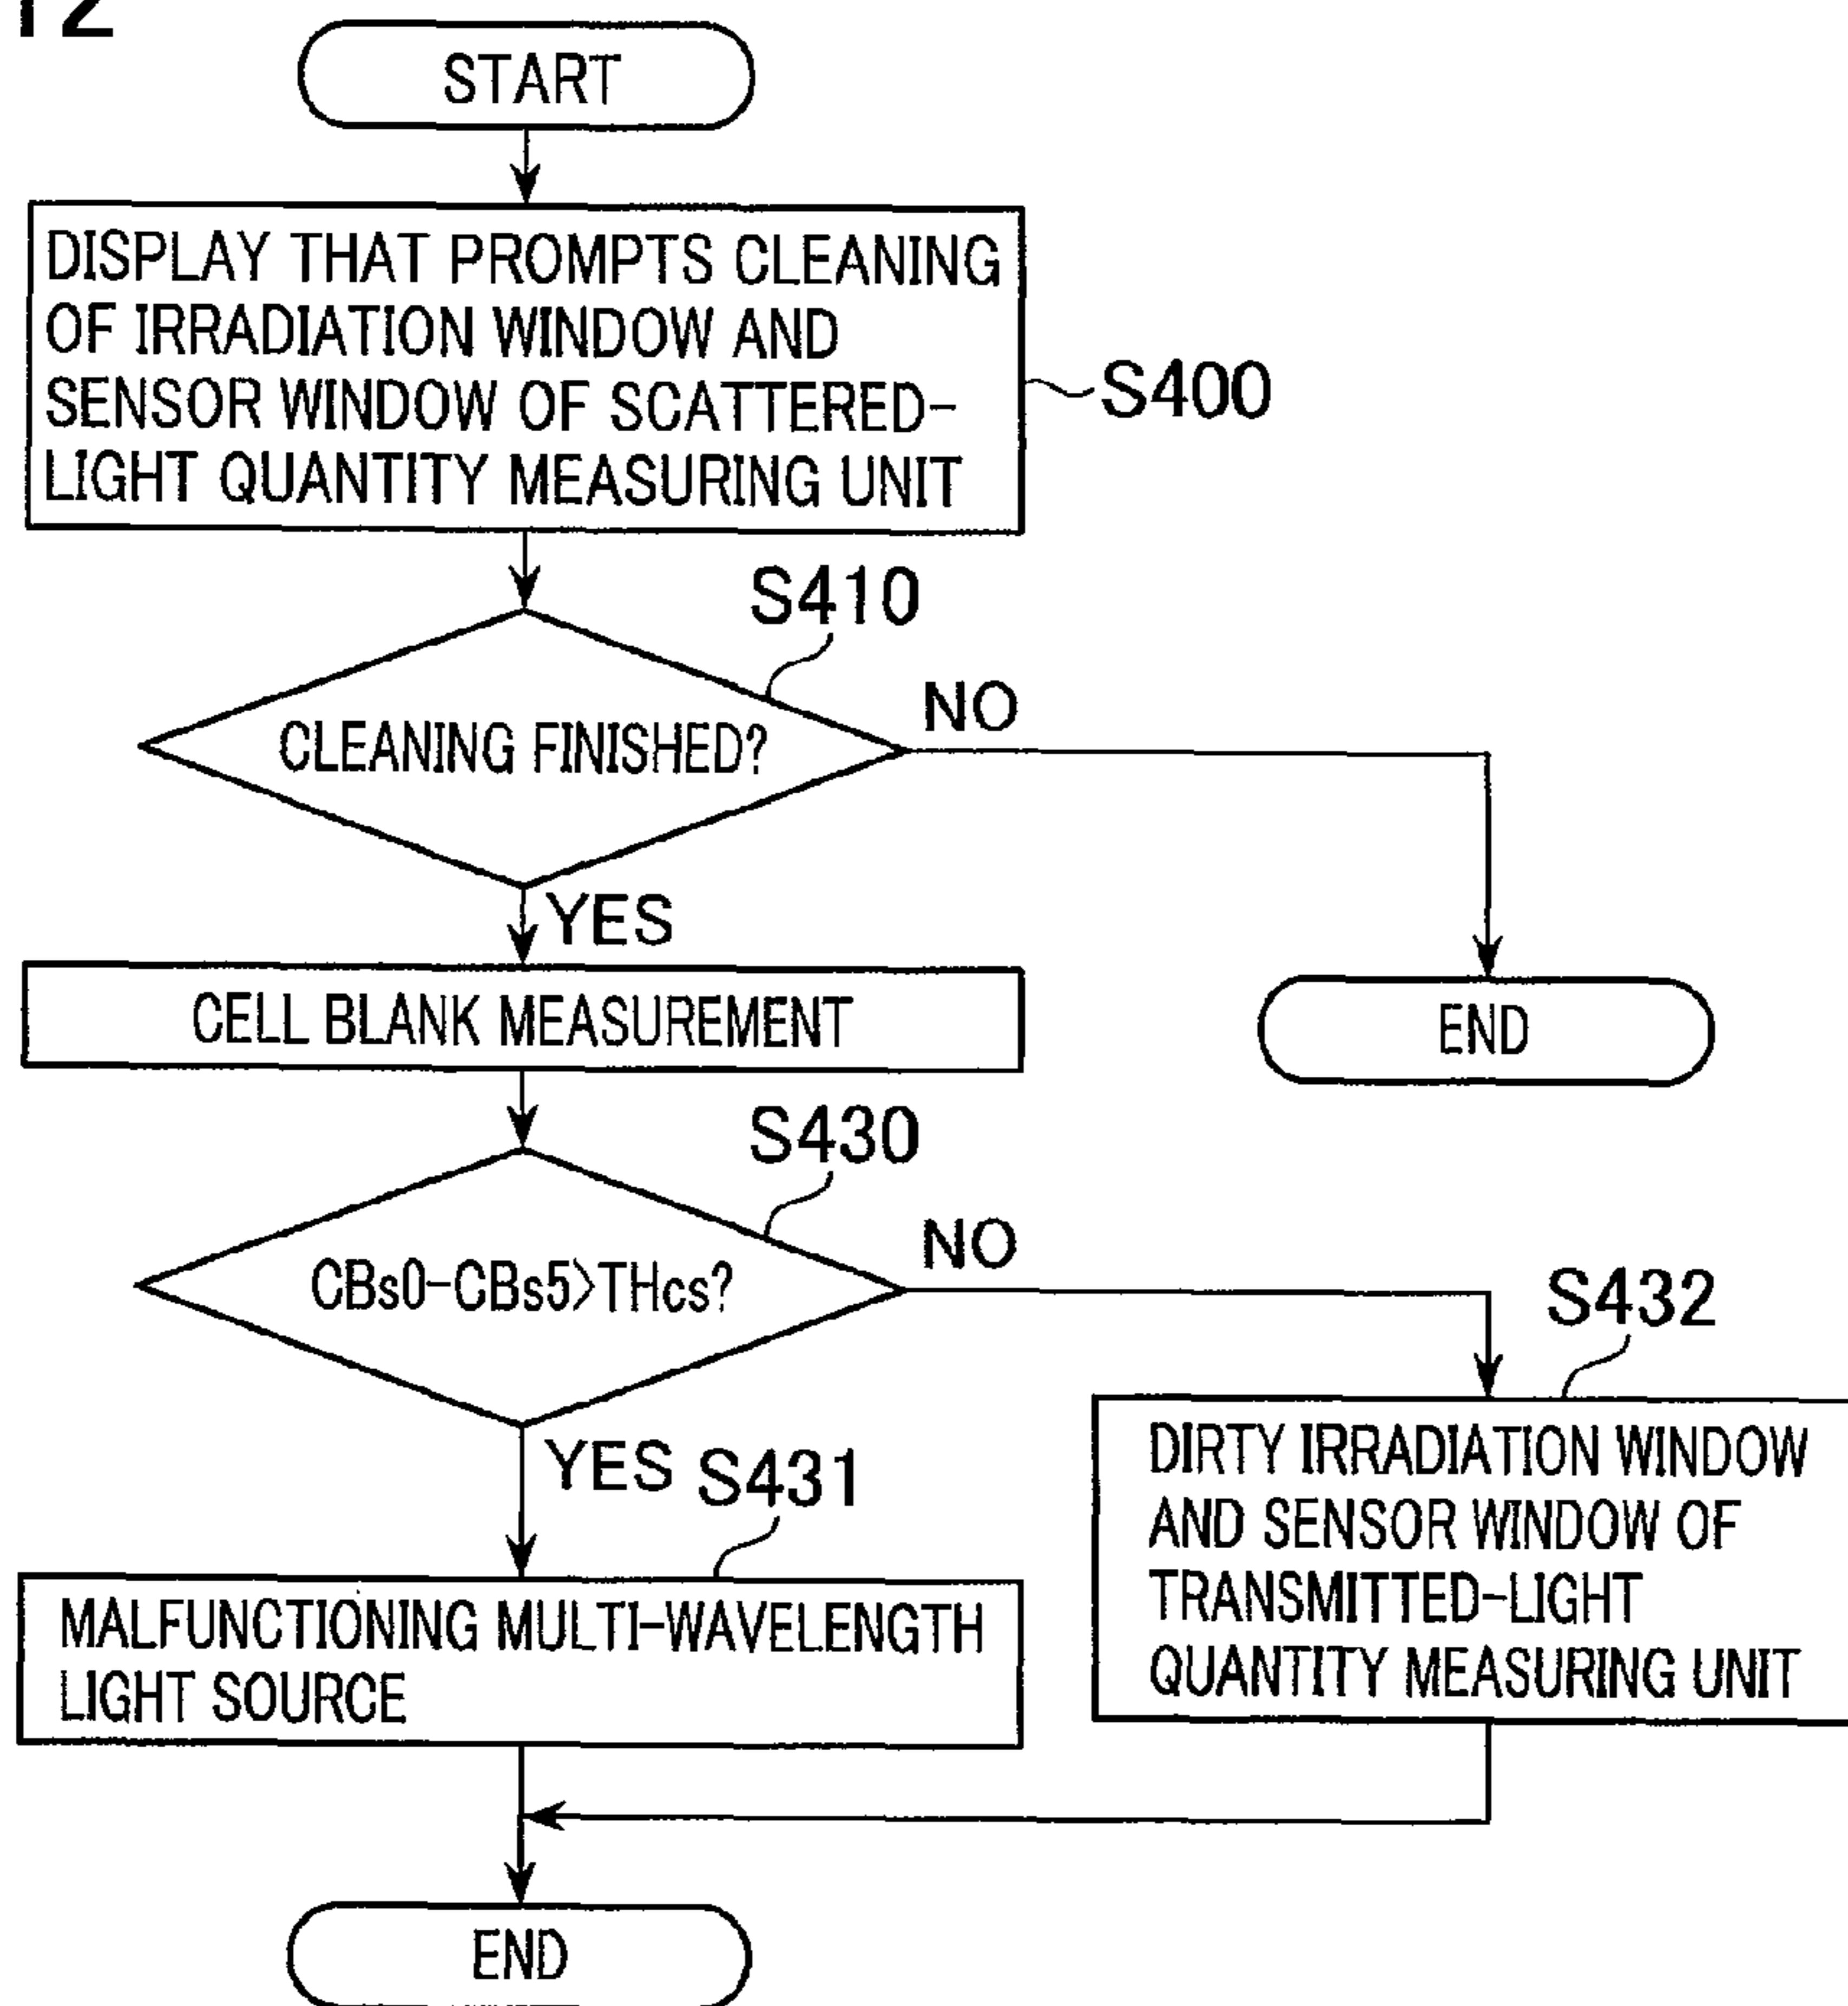 12
START
DISPLAY THAT PROMPTS CLEANING
OF IRRADIATION WINDOW AND
SENSOR WINDOW OF SCATTERED-
LIGHT QUANTITY MEASURING UNIT
S400
S410
CLEANING FINISHED?
NO
YES
CELL BLANK MEASUREMENT
END
S430
CBs0-CBs5>THcs?
NO
S432
YES
S431
DIRTY IRRADIATION WINDOW
AND SENSOR WINDOW OF
TRANSMITTED-LIGHT
QUANTITY MEASURING UNIT
MALFUNCTIONING MULTI-WAVELENGTH
LIGHT SOURCE
END